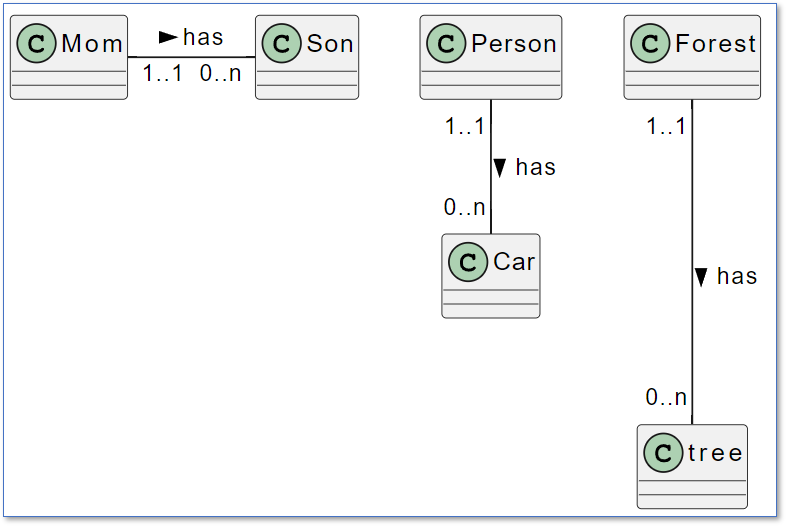 C Mom
► has
1..1 0..n
C Son
C Person
1..1
▼ has
0..n
C Car
C Forest
1..1
▼ has
0..n
C tree